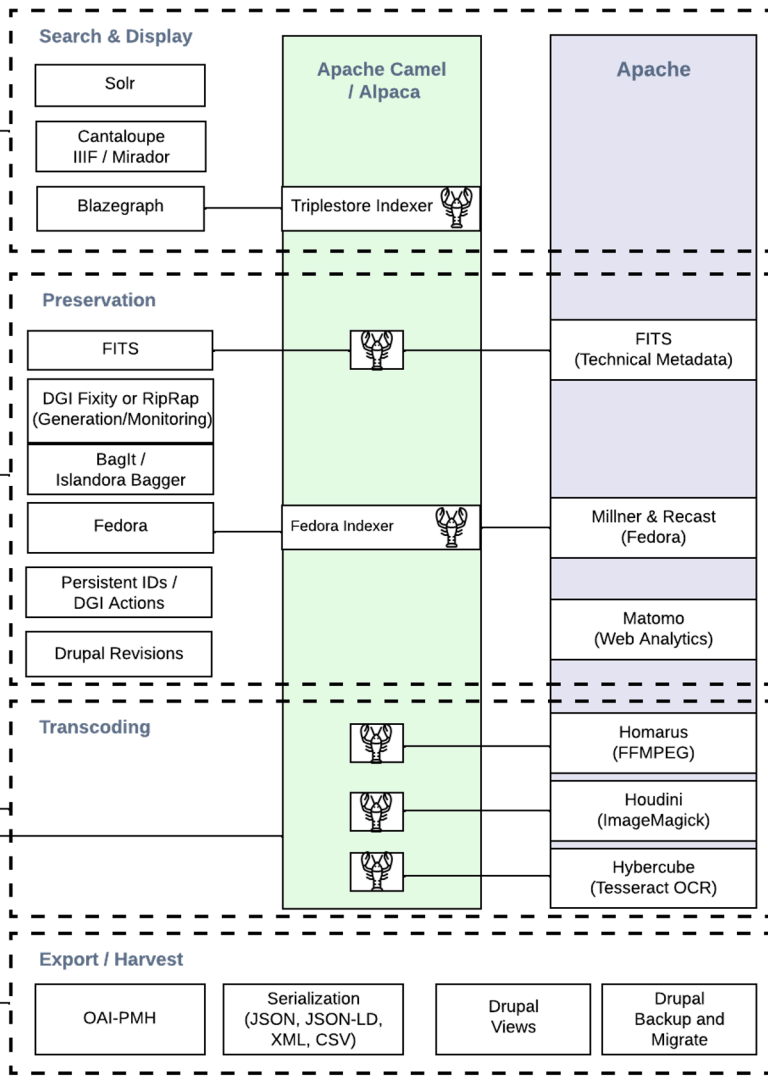 Search & Display
Solr
Cantaloupe
IIIF / Mirador
Blazegraph
Apache Camel
/ Alpaca
Triplestore Indexer
Apache
Preservation
FITS
DGI Fixity or RipRap
(Generation/Monitoring)
BagIt /
Islandora Bagger
Fedora
Persistent IDs /
DGI Actions
Drupal Revisions
Fedora Indexer
FITS
(Technical Metadata)
Millner & Recast
(Fedora)
Matomo
(Web Analytics)
Transcoding
Homarus
(FFMPEG)
Houdini
(ImageMagick)
Hybercube
(Tesseract OCR)
Export / Harvest
OAI-PMH
Serialization
(JSON, JSON-LD,
XML, CSV)
Drupal
Views
Drupal
Backup and
Migrate